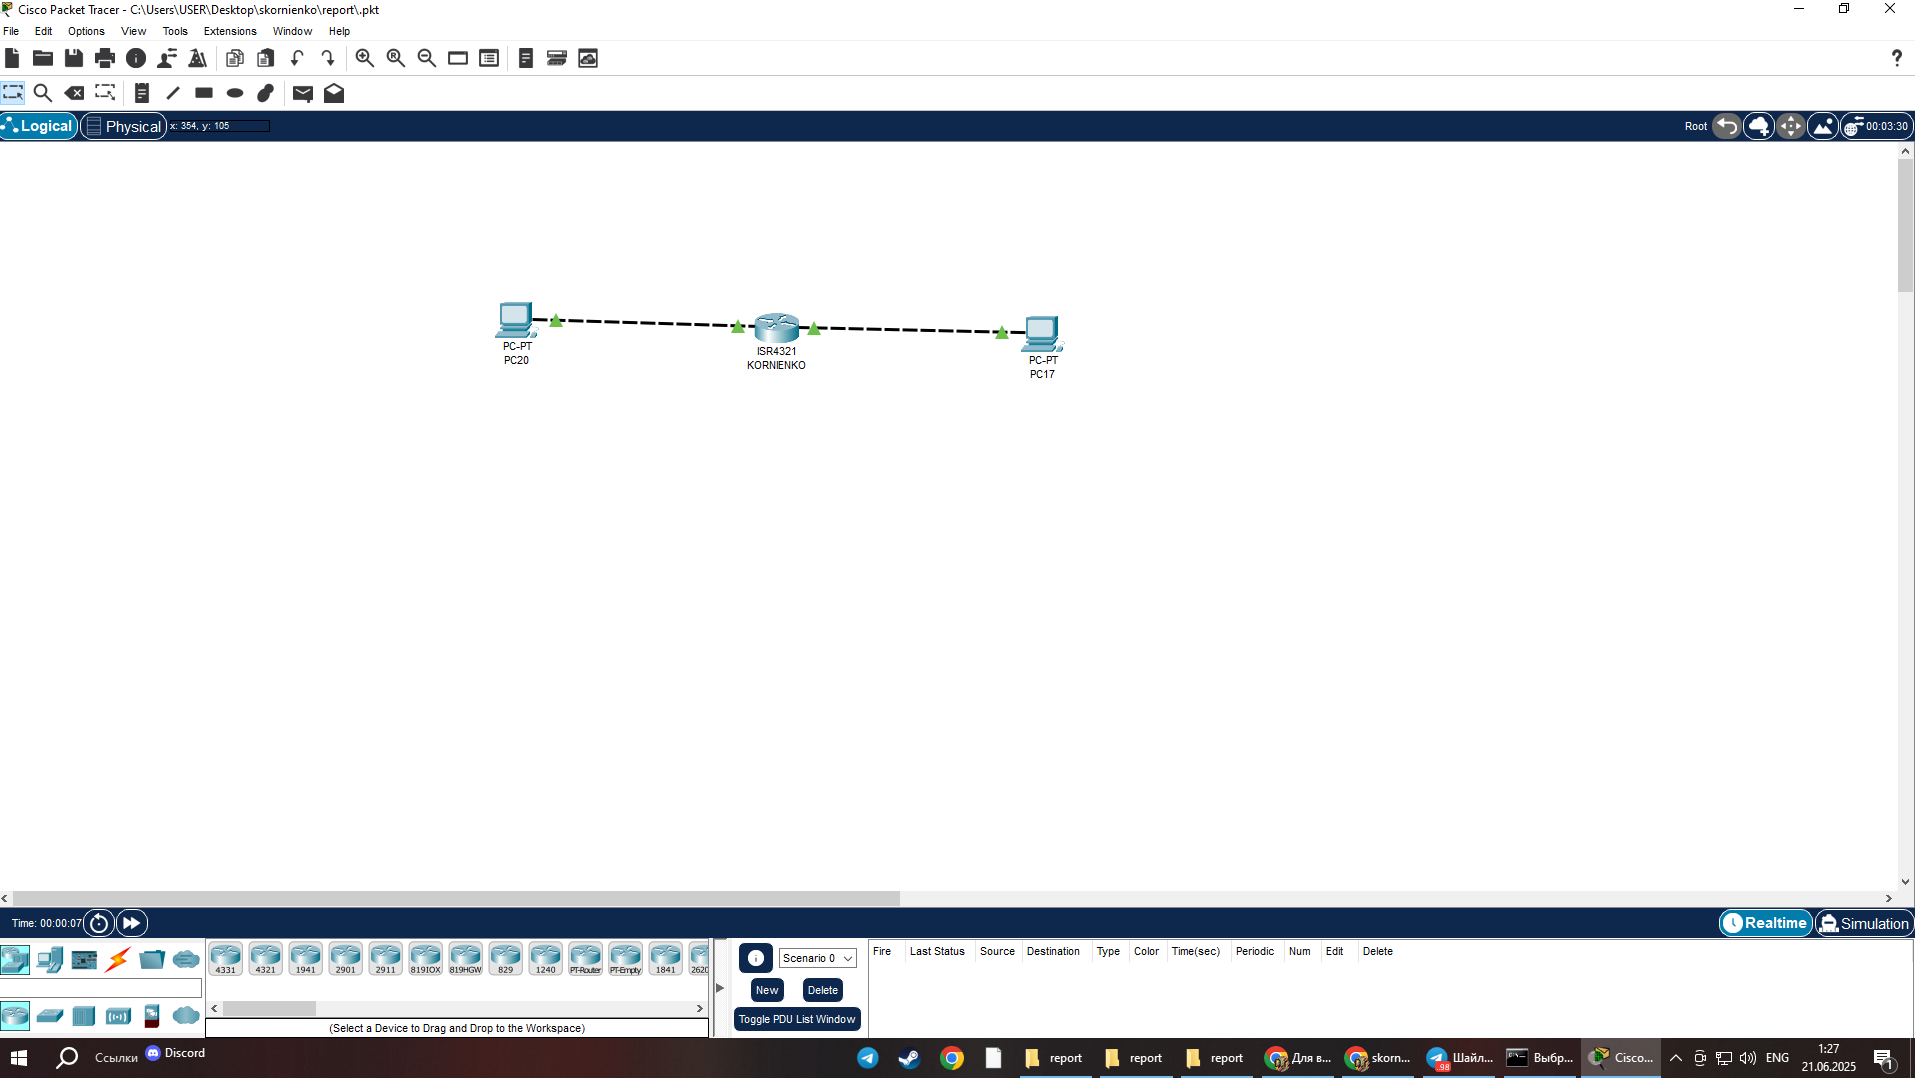 Cisco Packet Tracer - C:\Users\USER\Desktop\skornienko\report\.pkt
File Edit Options View Tools Extensions Window Help
Logical Physical x: 354, y: 105 Root 00:03:30
PC-PT
PC20
ISR4321
KORNIENKO
PC-PT
PC17
Time: 00:00:07 Realtime Simulation
4331 4321 1941 2901 2911 819IOX 819HGW 829 1240 PT-Router PT-Empty 1841 2620
(Select a Device to Drag and Drop to the Workspace)
Scenario 0
New Delete
Toggle PDU List Window
Fire Last Status Source Destination Type Color Time(sec) Periodic Num Edit Delete
Ссылки Discord report report report Для в... skorn... 98 Шайл... Выбр... Cisco... ENG
1:27
21.06.2025
1